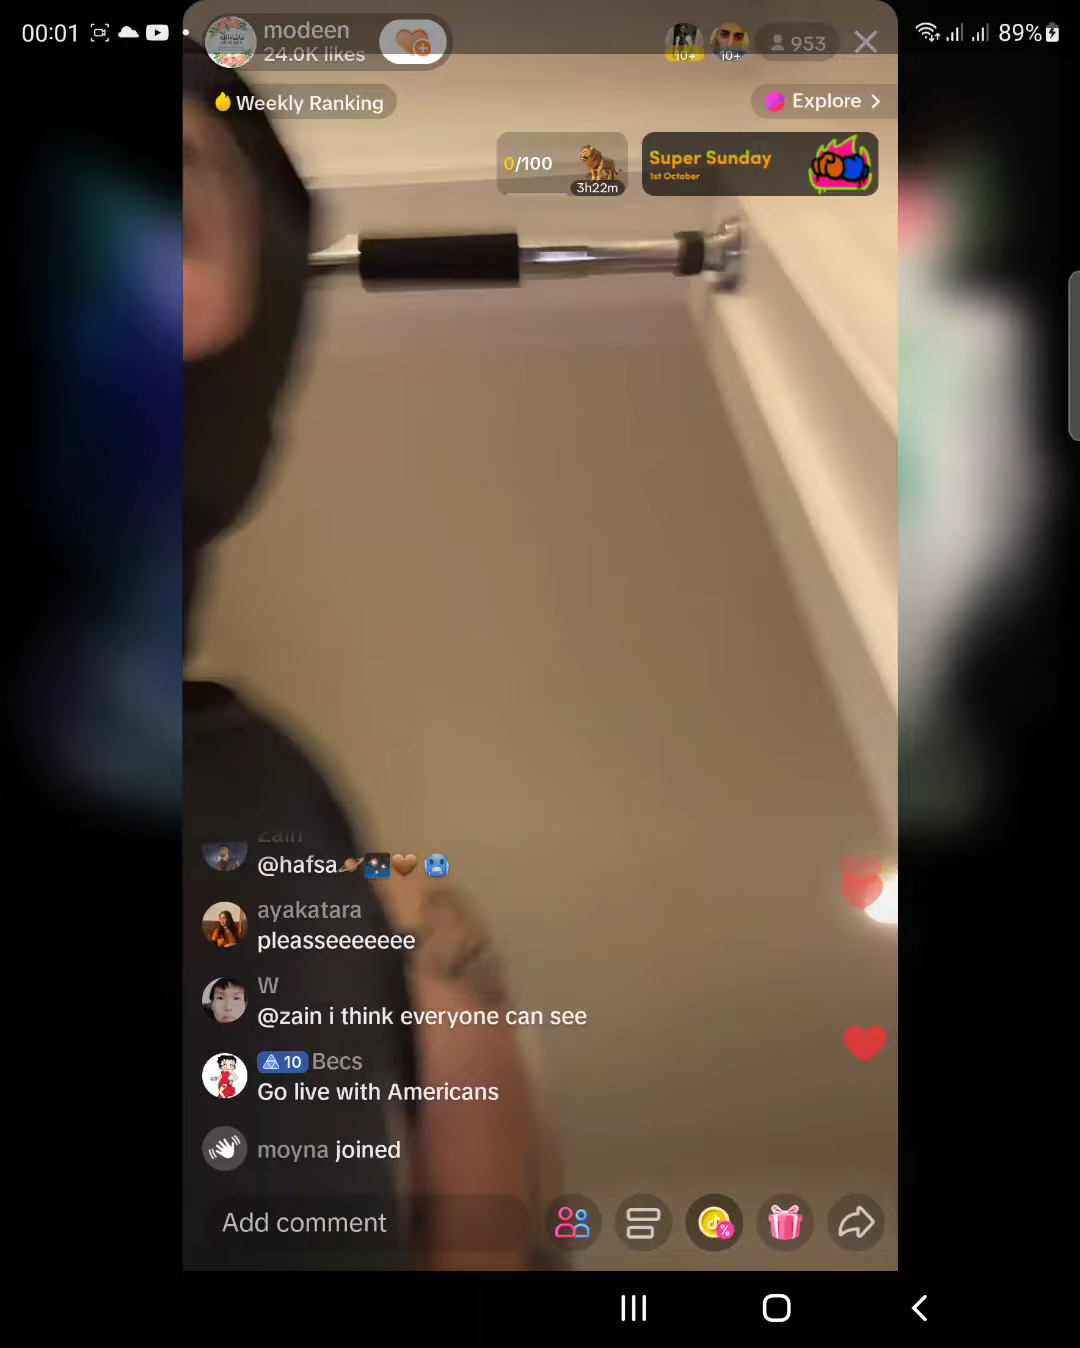 00:01
89%
modeen
24.0K likes
10+
10+
953
Weekly Ranking
Explore >
0/100
3h22m
Super Sunday
1st October
Zain
@hafsa🪐🎇🤎 🥶
ayakatara
pleasseeeeeee
W
@zain i think everyone can see
10 Becs
Go live with Americans
moyna joined
Add comment